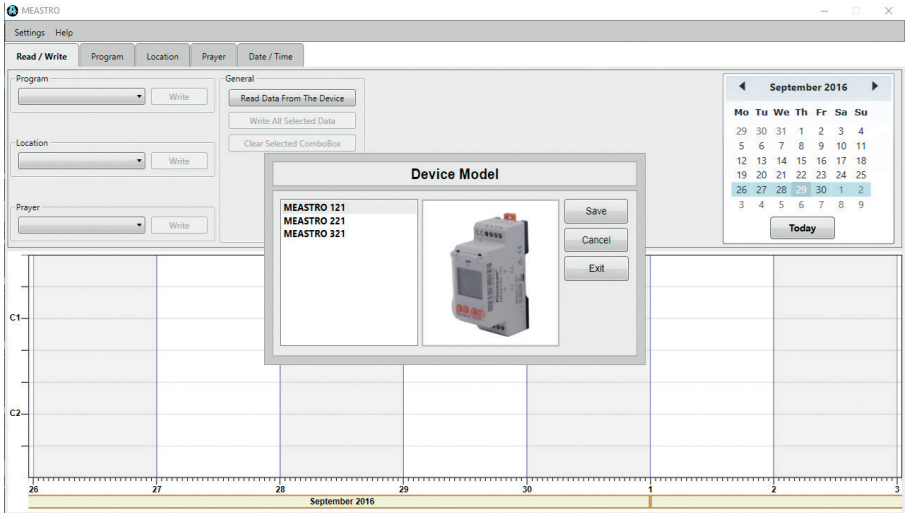 MEASTRO
Settings Help
Read / Write Program Location Prayer Date / Time
Program
Write
Location
Write
Prayer
Write
General
Read Data From The Device
Write All Selected Data
Clear Selected ComboBox
September 2016
Mo Tu We Th Fr Sa Su
29 30 31 1 2 3 4
5 6 7 8 9 10 11
12 13 14 15 16 17 18
19 20 21 22 23 24 25
26 27 28 29 30 1 2
3 4 5 6 7 8 9
Today
Device Model
MEASTRO 121
MEASTRO 221
MEASTRO 321
Save
Cancel
Exit
C1
C2
26 27 28 29 30 1 2 3
September 2016